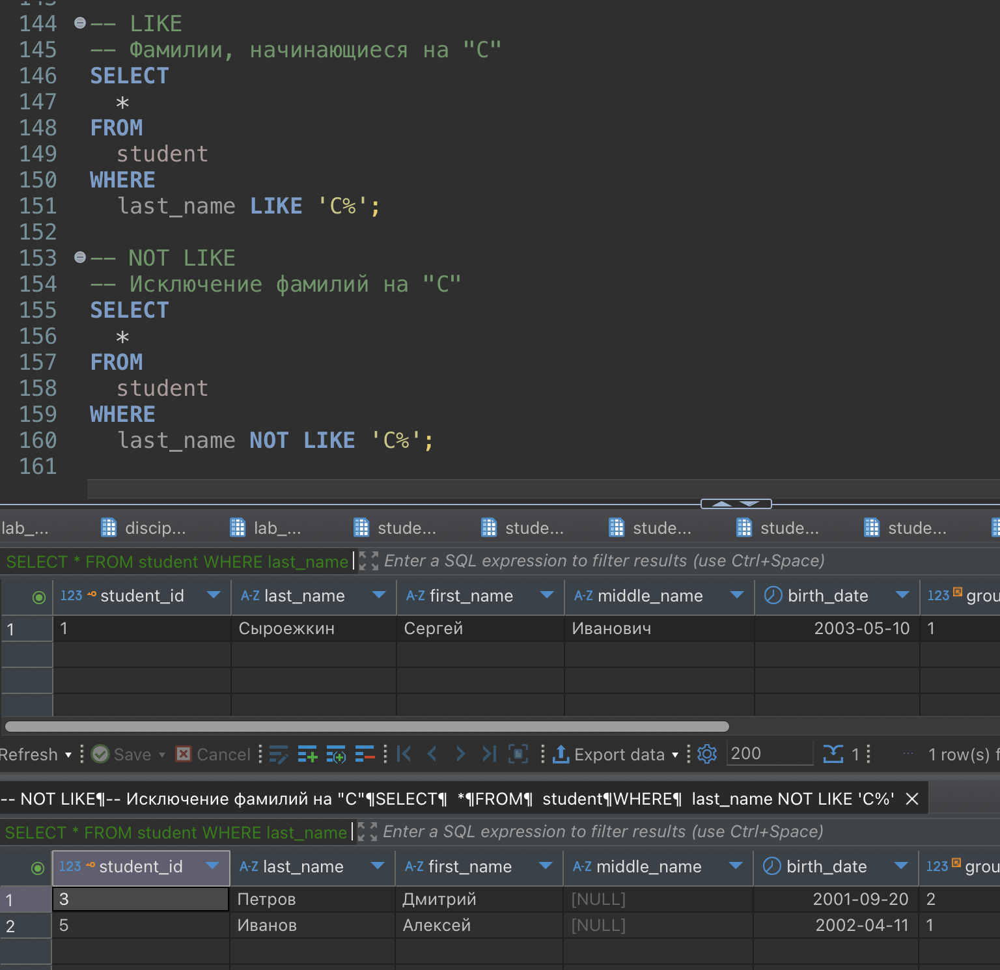 144 -- LIKE
145 -- Фамилии, начинающиеся на "С"
146 SELECT
147 *
148 FROM
149 student
150 WHERE
151 last_name LIKE 'С%';
152
153 -- NOT LIKE
154 -- Исключение фамилий на "С"
155 SELECT
156 *
157 FROM
158 student
159 WHERE
160 last_name NOT LIKE 'С%';
161
lab_... discip... lab_... stude... stude... stude... stude... stude...
SELECT * FROM student WHERE last_name Enter a SQL expression to filter results (use Ctrl+Space)
123 student_id A-Z last_name A-Z first_name A-Z middle_name birth_date 123 grou
1 1 Сыроежкин Сергей Иванович 2003-05-10 1
Refresh Save Cancel Export data 200 1 ... 1 row(s) f
-- NOT LIKE¶-- Исключение фамилий на "С"¶SELECT¶ *¶FROM¶ student¶WHERE¶ last_name NOT LIKE 'С%'
SELECT * FROM student WHERE last_name Enter a SQL expression to filter results (use Ctrl+Space)
123 student_id A-Z last_name A-Z first_name A-Z middle_name birth_date 123 grou
1 3 Петров Дмитрий [NULL] 2001-09-20 2
2 5 Иванов Алексей [NULL] 2002-04-11 1